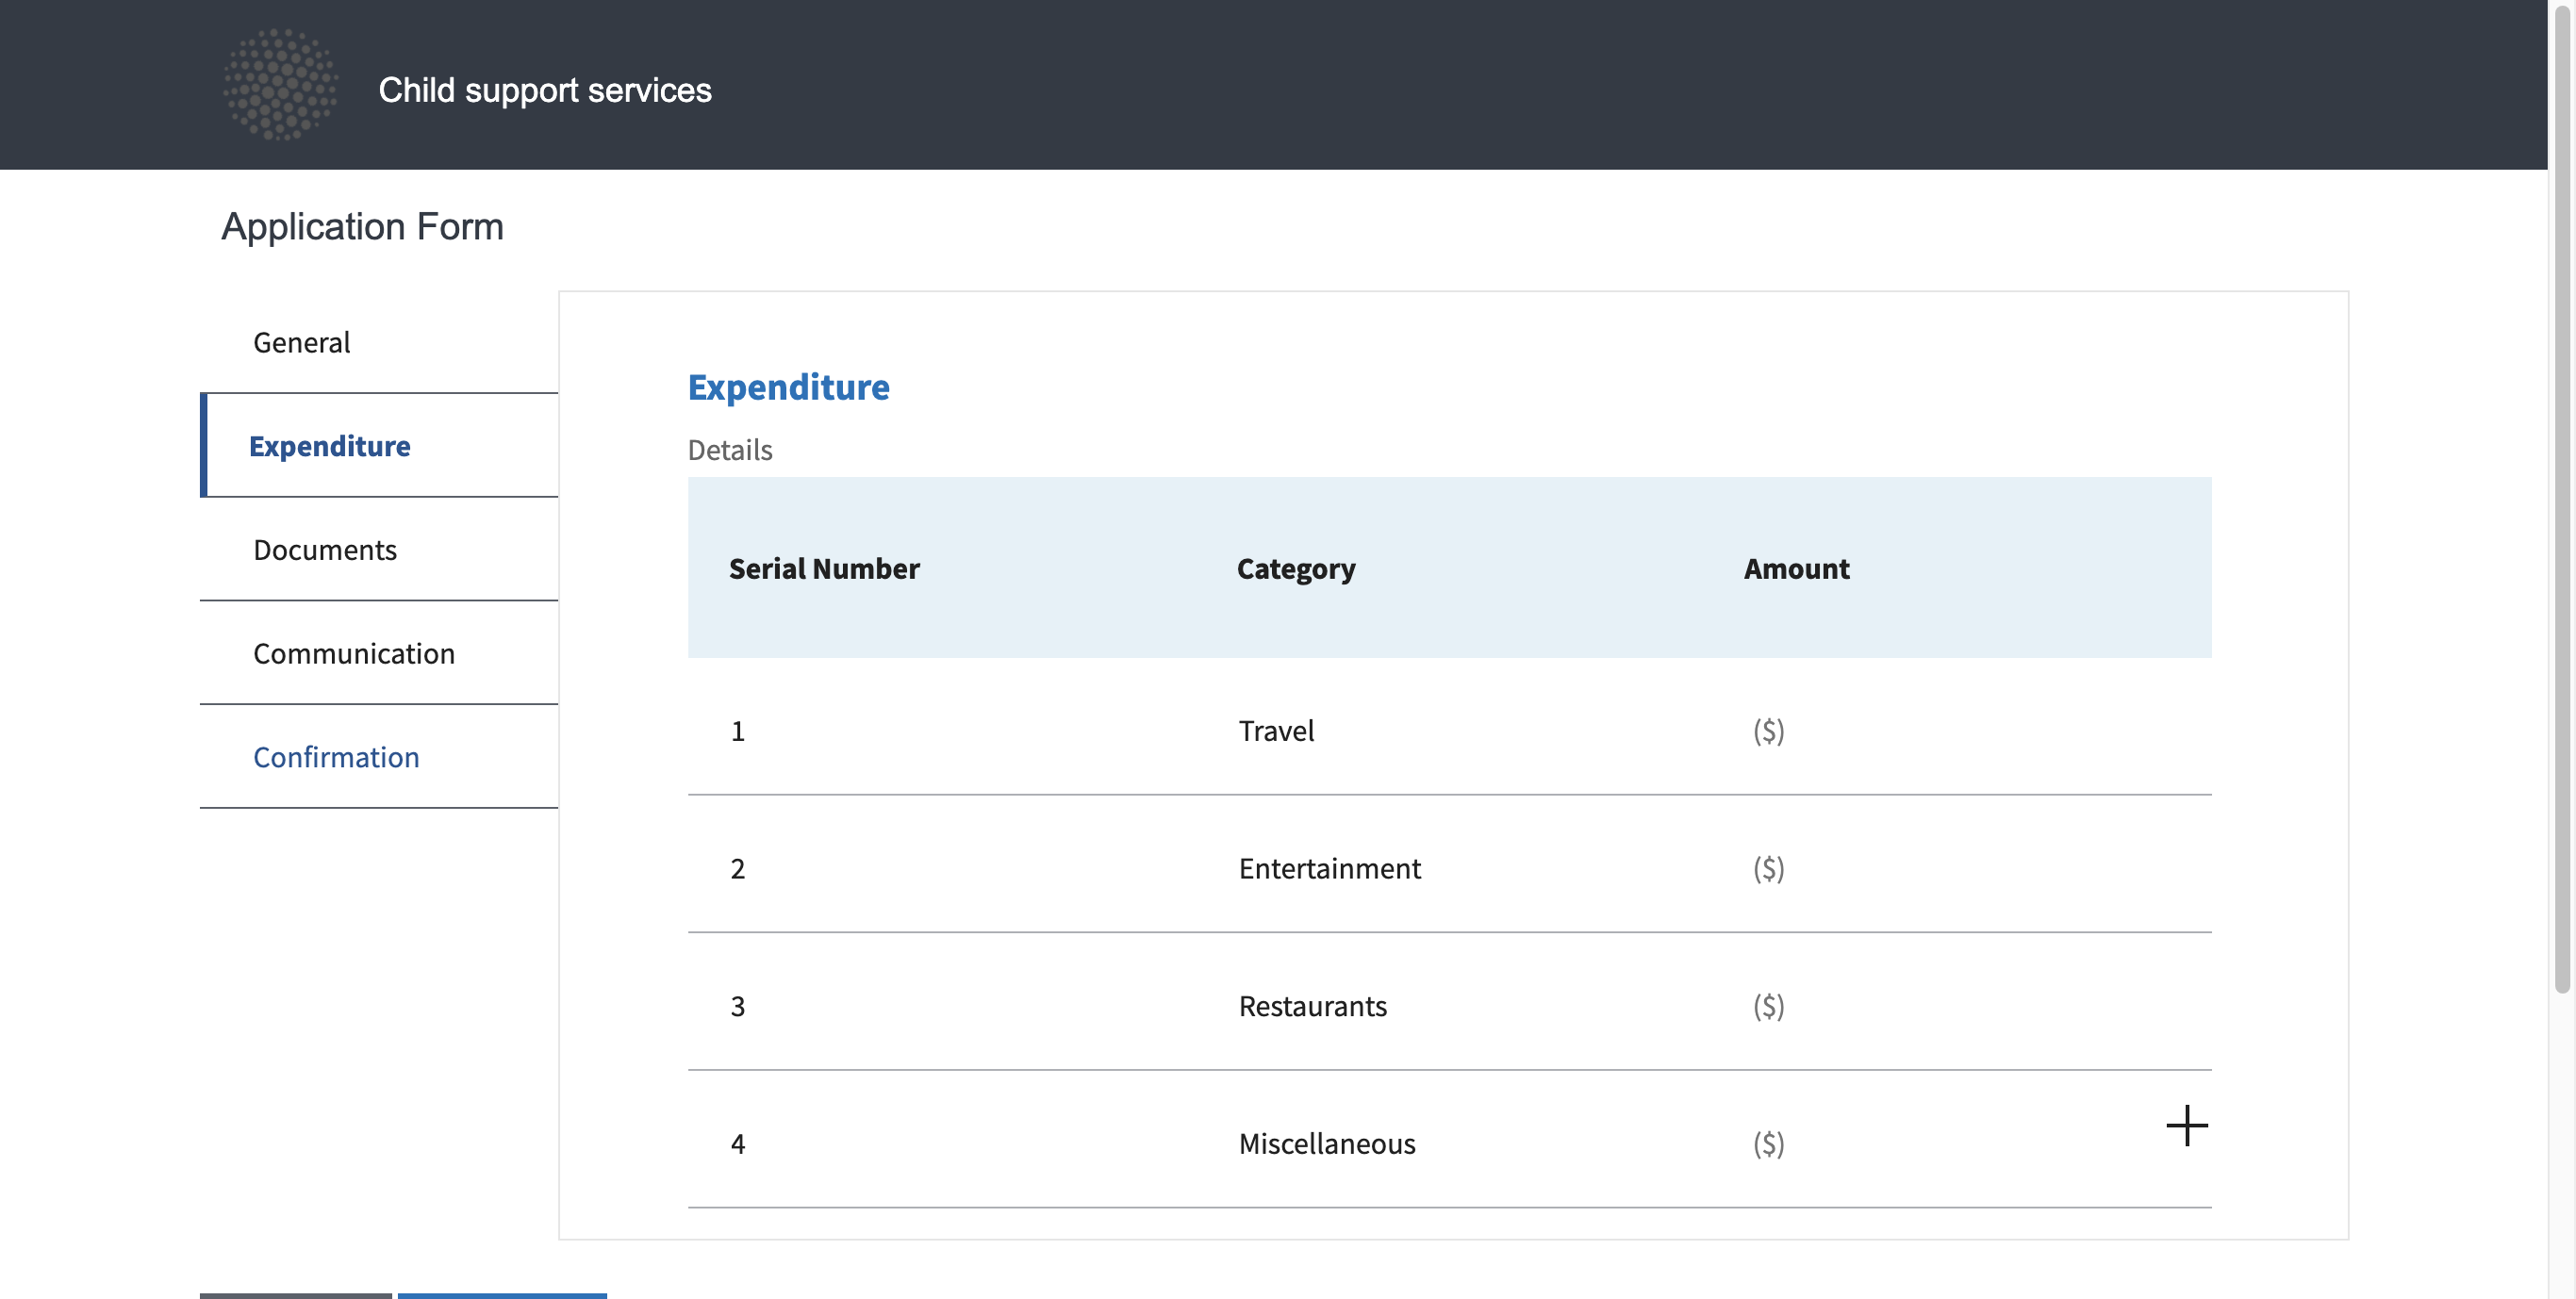 Child support services
Application Form
General
Expenditure
Documents
Communication
Confirmation
Expenditure
Details
Serial Number Category Amount
1 Travel ($)
2 Entertainment ($)
3 Restaurants ($)
4 Miscellaneous ($)